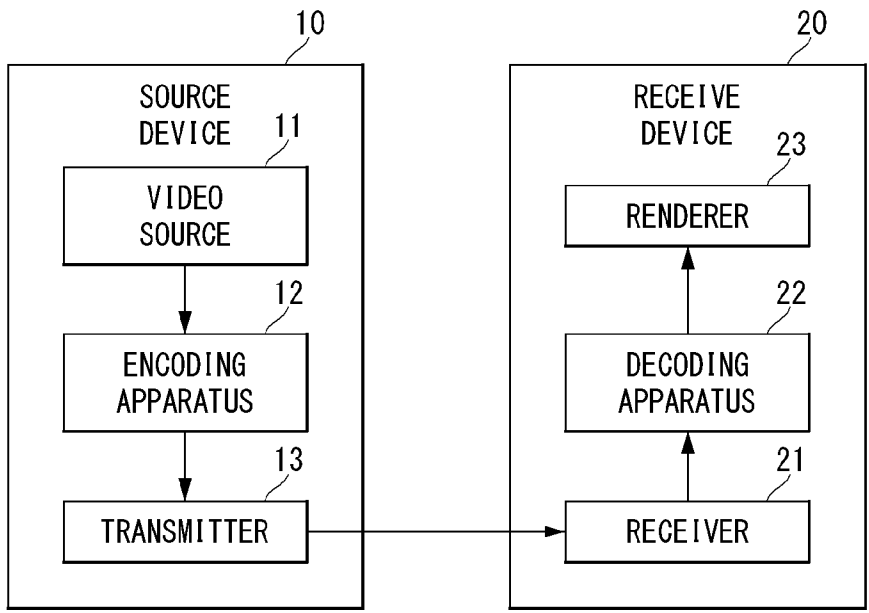 10
SOURCE
DEVICE
11
VIDEO
SOURCE
12
ENCODING
APPARATUS
13
TRANSMITTER
20
RECEIVE
DEVICE
23
RENDERER
22
DECODING
APPARATUS
21
RECEIVER